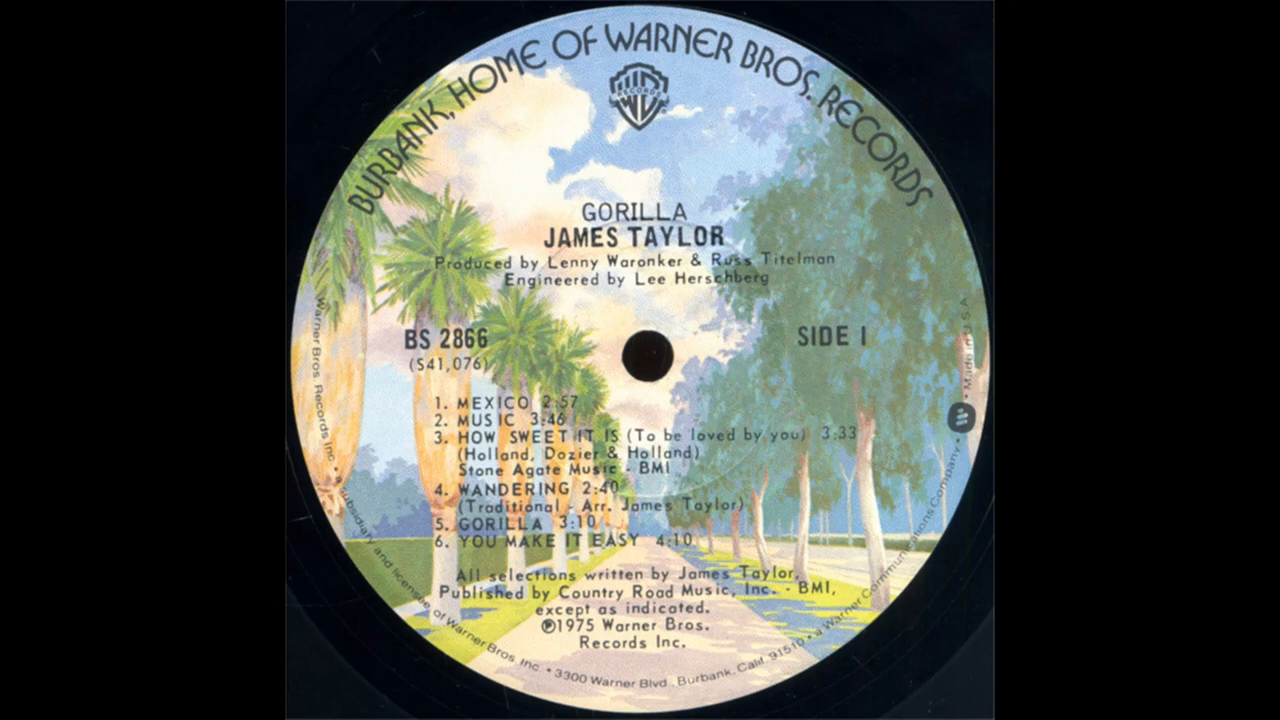 BURBANK, HOME OF WARNER BROS. RECORDS
WB
RECORDS
GORILLA
JAMES TAYLOR
Produced by Lenny Waronker & Russ Titelman
Engineered by Lee Herschberg
BS 2866
SIDE 1
(S41,076)
1. MEXICO 2:57
2. MUSIC 3:46
3. HOW SWEET IT IS (To be loved by you) 3:33
(Holland, Dozier & Holland)
Stone Agate Music - BMI
4. WANDERING 2:40
(Traditional - Arr. James Taylor)
5. GORILLA 3:10
6. YOU MAKE IT EASY 4:10
All selections written by James Taylor,
Published by Country Road Music, Inc. - BMI,
except as indicated.
℗1975 Warner Bros.
Records Inc.
Warner Bros. Records Inc. • a subsidiary and licensee of Warner Bros. Inc. • 3300 Warner Blvd., Burbank, Calif. 91510 • a Warner Communications Company • Made in U.S.A.